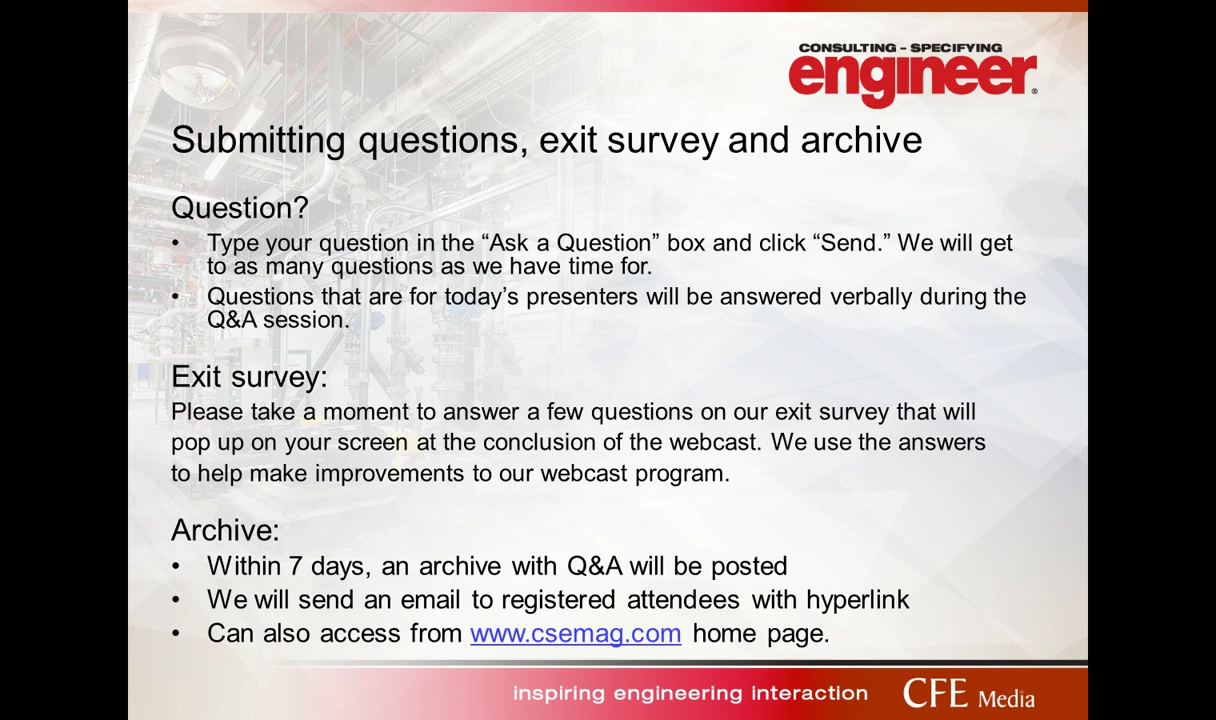 CONSULTING – SPECIFYING
engineer®
Submitting questions, exit survey and archive
Question?
• Type your question in the “Ask a Question” box and click “Send.” We will get
to as many questions as we have time for.
• Questions that are for today’s presenters will be answered verbally during the
Q&A session.
Exit survey:
Please take a moment to answer a few questions on our exit survey that will
pop up on your screen at the conclusion of the webcast. We use the answers
to help make improvements to our webcast program.
Archive:
• Within 7 days, an archive with Q&A will be posted
• We will send an email to registered attendees with hyperlink
• Can also access from www.csemag.com home page.
inspiring engineering interaction
CFE Media